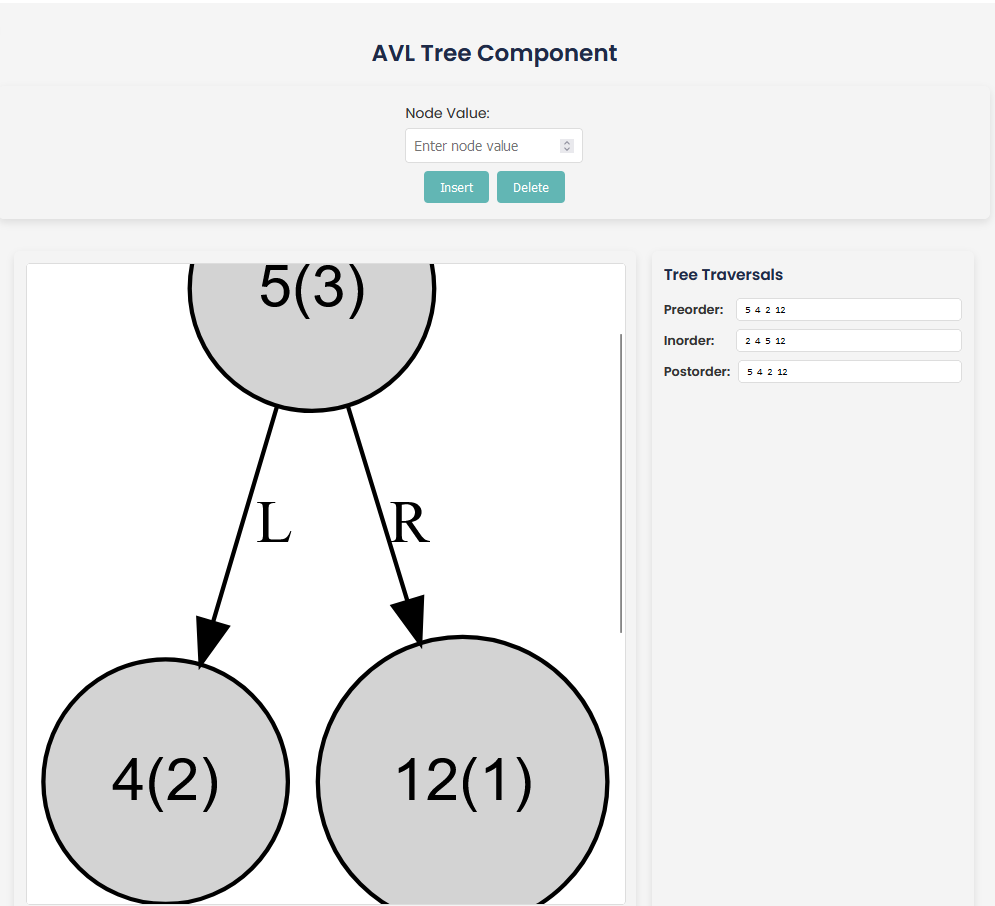 AVL Tree Component
Node Value:
Enter node value
Insert Delete
5(3)
L R
4(2) 12(1)
Tree Traversals
Preorder: 5 4 2 12
Inorder: 2 4 5 12
Postorder: 5 4 2 12